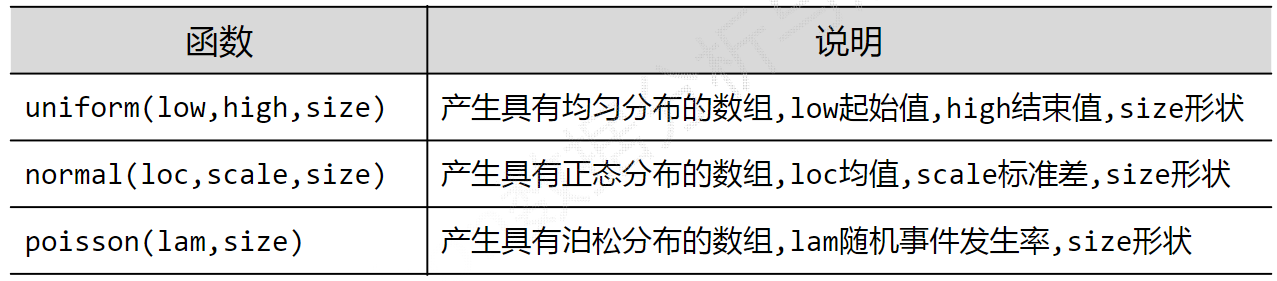 函数 说明
uniform(low,high,size) 产生具有均匀分布的数组,low起始值,high结束值,size形状
normal(loc,scale,size) 产生具有正态分布的数组,loc均值,scale标准差,size形状
poisson(lam,size) 产生具有泊松分布的数组,lam随机事件发生率,size形状